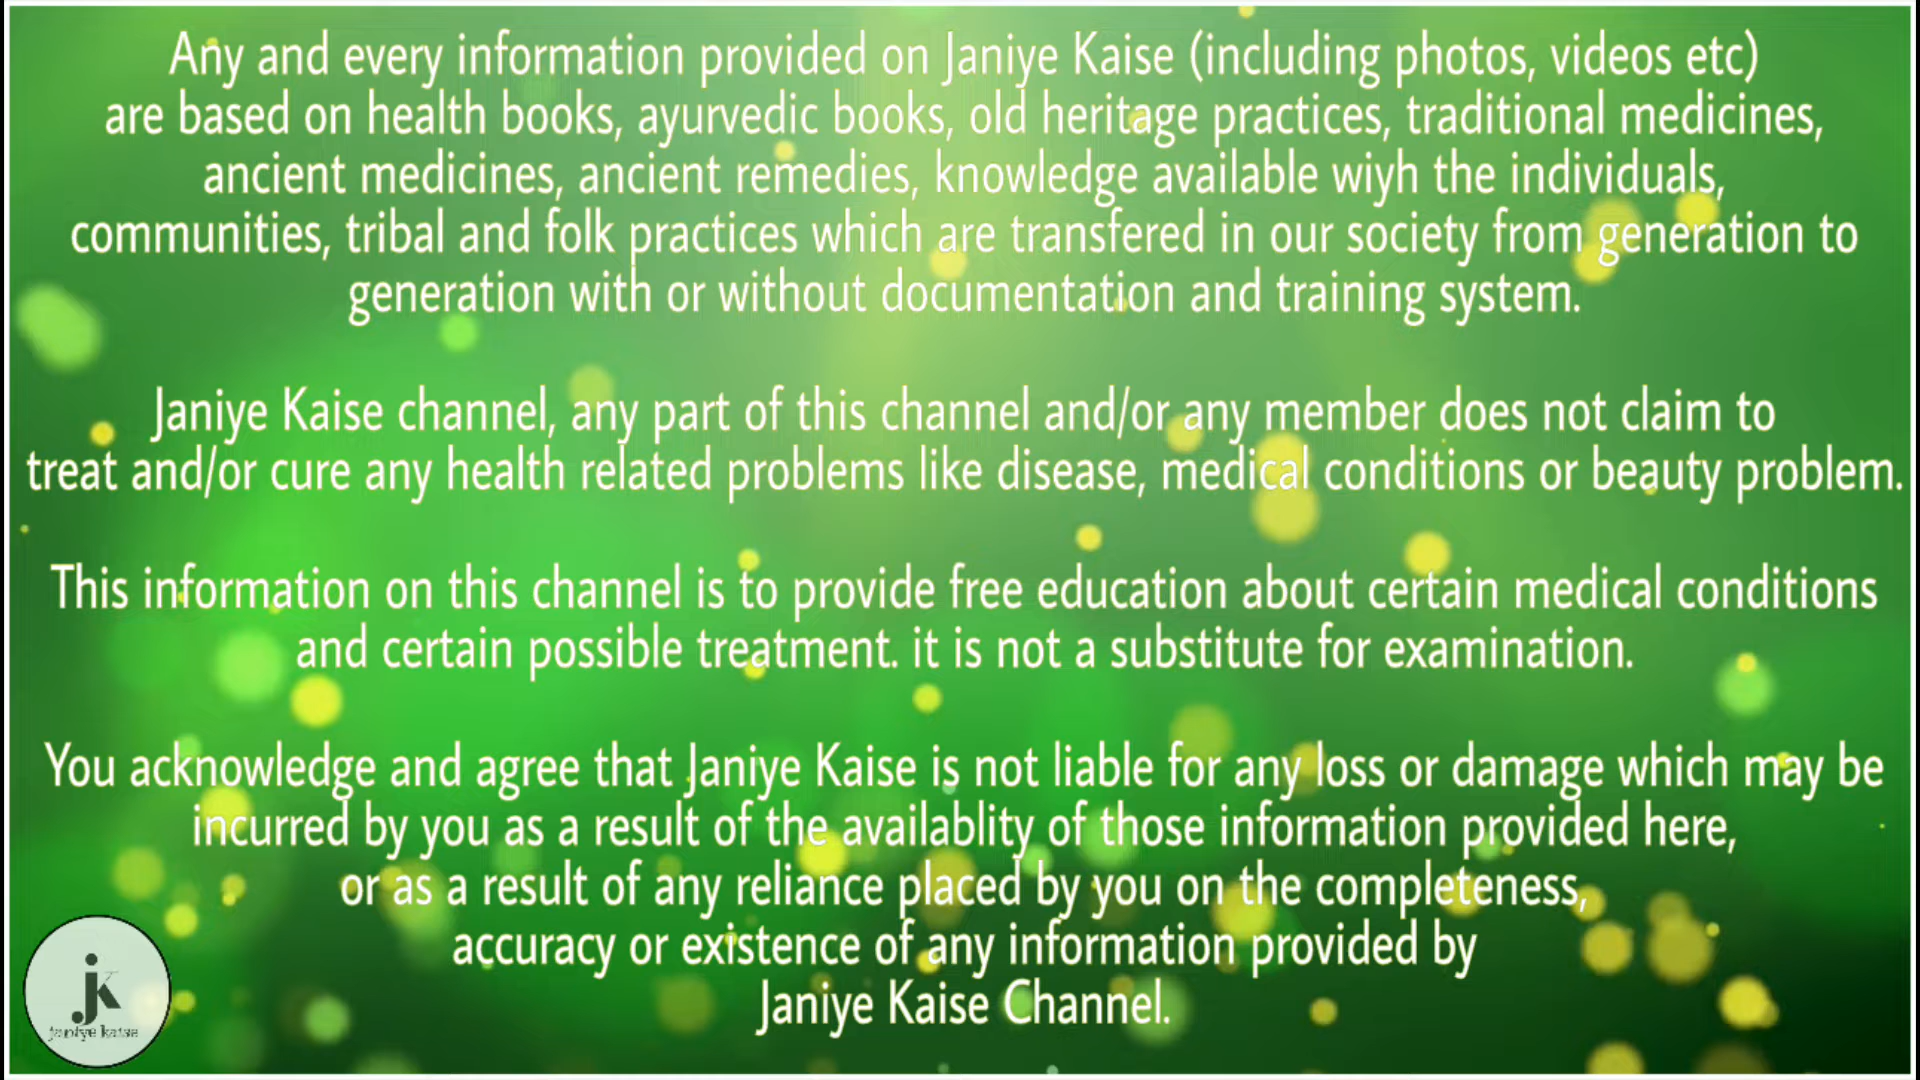 Any and every information provided on Janiye Kaise (including photos, videos etc)
are based on health books, ayurvedic books, old heritage practices, traditional medicines,
ancient medicines, ancient remedies, knowledge available wiyh the individuals,
communities, tribal and folk practices which are transfered in our society from generation to
generation with or without documentation and training system.
Janiye Kaise channel, any part of this channel and/or any member does not claim to
treat and/or cure any health related problems like disease, medical conditions or beauty problem.
This information on this channel is to provide free education about certain medical conditions
and certain possible treatment. it is not a substitute for examination.
You acknowledge and agree that Janiye Kaise is not liable for any loss or damage which may be
incurred by you as a result of the availablity of those information provided here,
or as a result of any reliance placed by you on the completeness,
accuracy or existence of any information provided by
Janiye Kaise Channel.
jk
janiye kaise